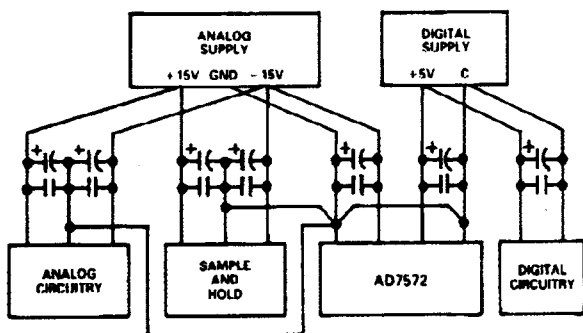 ANALOG
SUPPLY
+15V GND -15V
DIGITAL
SUPPLY
+5V C
+ +
+ +
+
+
+
ANALOG
CIRCUITRY
SAMPLE
AND
HOLD
AD7572
DIGITAL
CIRCUITRY